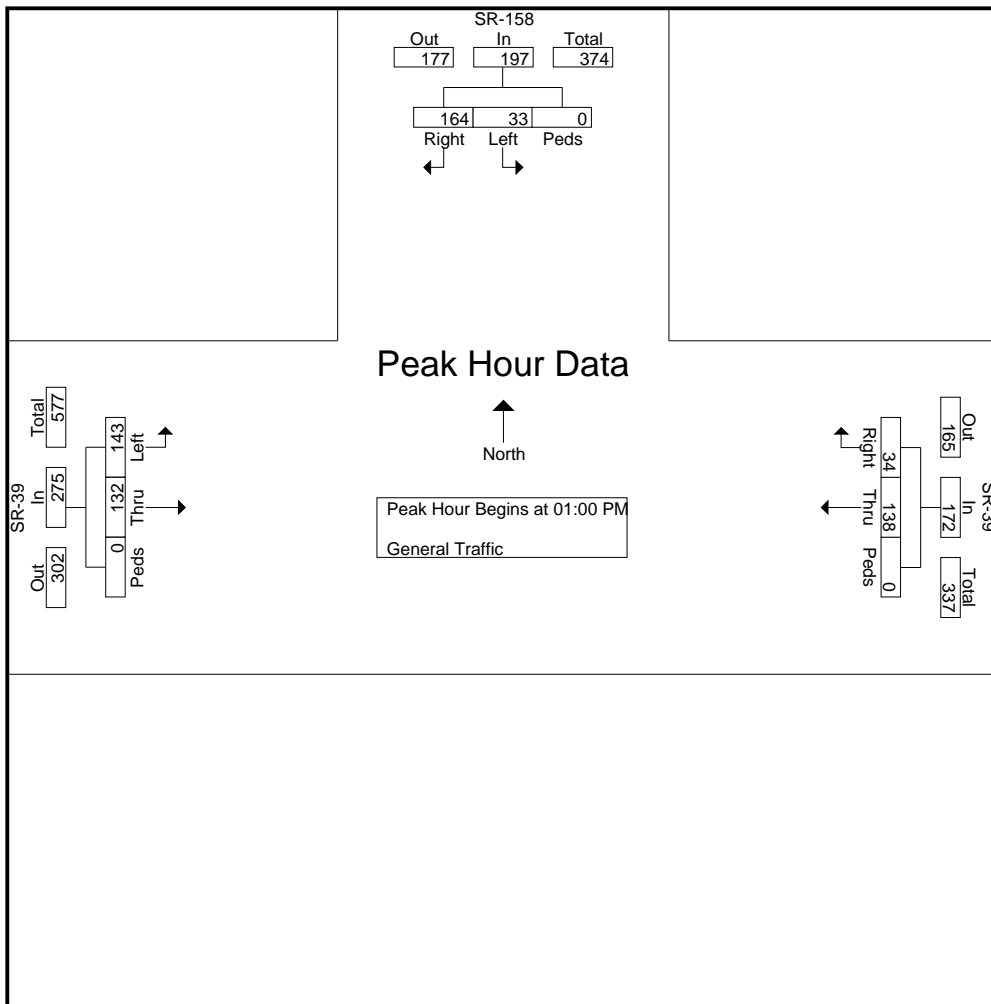 SR-158
Out In Total
177 197 374
164 33 0
Right Left Peds
Peak Hour Data
North
Peak Hour Begins at 01:00 PM
General Traffic
SR-39
Out In Total
302 275 577
0 132 143
Peds Thru Left
SR-39
Out In Total
165 172 337
34 138 0
Right Thru Peds